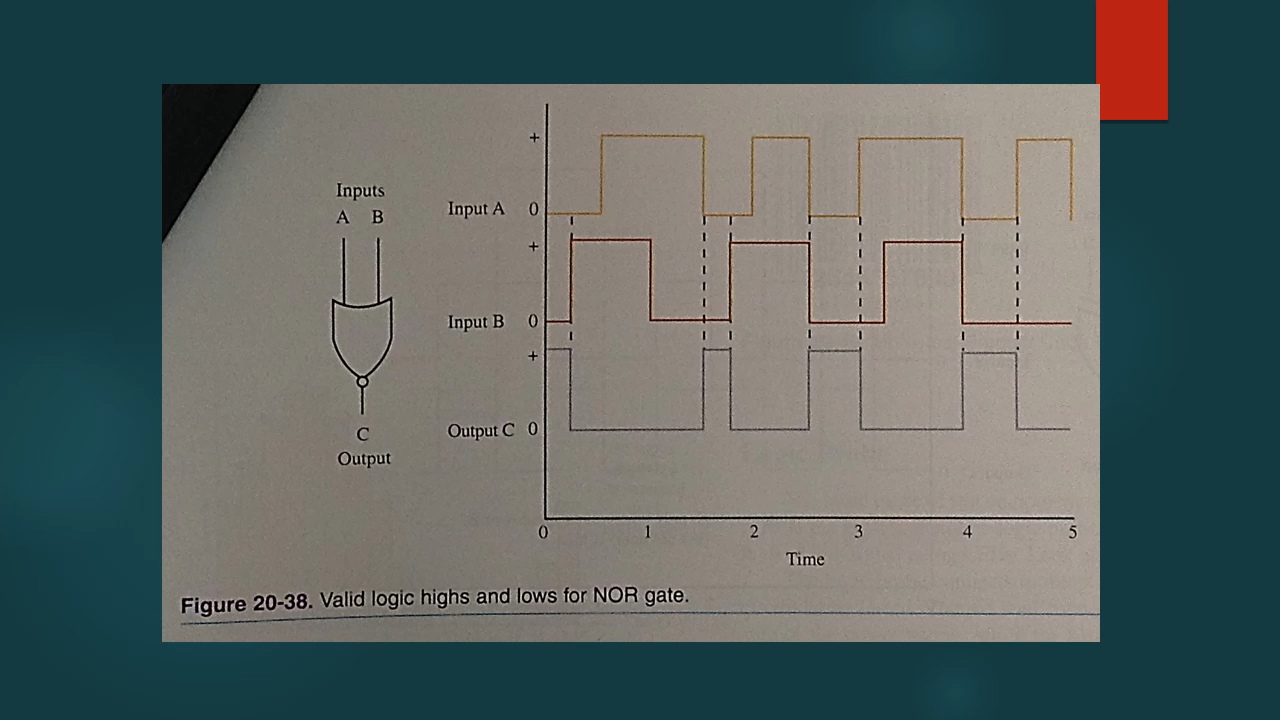 Inputs
A B
C
Output
+
Input A 0
+
Input B 0
+
Output C 0
0 1 2 3 4 5
Time
Figure 20-38. Valid logic highs and lows for NOR gate.